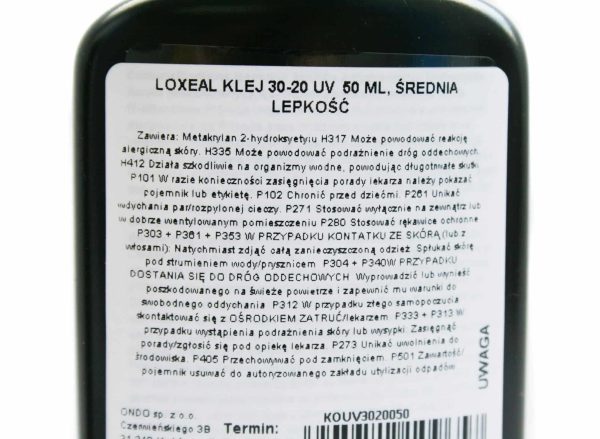 LOXEAL KLEJ 30-20 UV 50 ML, ŚREDNIA
LEPKOŚĆ
Zawiera: Metakrylan 2-hydroksyetylu H317 Może powodować reakcję
alergiczną skóry. H335 Może powodować podrażnienie dróg oddechowych.
H412 Działa szkodliwie na organizmy wodne, powodując długotrwałe skutki
P101 W razie konieczności zasięgnięcia porady lekarza należy pokazać
pojemnik lub etykietę. P102 Chronić przed dziećmi. P261 Unikać
wdychania par/rozpylonej cieczy. P271 Stosować wyłącznie na zewnątrz lub
w dobrze wentylowanym pomieszczeniu P280 Stosować rękawice ochronne
P303 + P361 + P353 W PRZYPADKU KONTATKU ZE SKÓRĄ (lub z
włosami): Natychmiast zdjąć całą zanieczyszczoną odzież. Spłukać skórę
pod strumieniem wody/prysznicem. P304 + P340W PRZYPADKU
DOSTANIA SIĘ DO DRÓG ODDECHOWYCH Wyprowadzić lub wynieść
poszkodowanego na świeże powietrze i zapewnić mu warunki do
swobodnego oddychania P312 W przypadku złego samopoczucia
skontaktować się z OŚRODKIEM ZATRUĆ/lekarzem P333 + P313 W
przypadku wystąpienia podrażnienia skóry lub wysypki: Zasięgnąć
porady/zgłosić się pod opiekę lekarza P273 Unikać uwolnienia do
środowiska. P405 Przechowywać pod zamknięciem. P501 Zawartość/
pojemnik usuwać do autoryzowanego zakładu utylizacji odpadów
UWAGA
ONDO sp. z o.o.
Czerwieńskiego 3B
Termin:
KOUV3020050